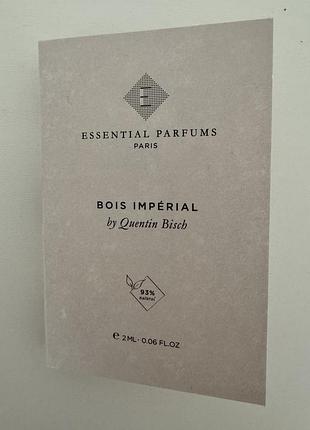 E
ESSENTIAL PARFUMS
PARIS
BOIS IMPÉRIAL
by Quentin Bisch
93%
natural
e 2ML - 0.06 FL.OZ